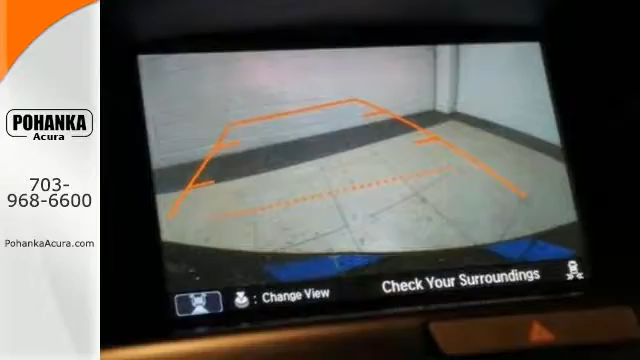 POHANKA
Acura
703-
968-6600
PohankaAcura.com
: Change View
Check Your Surroundings